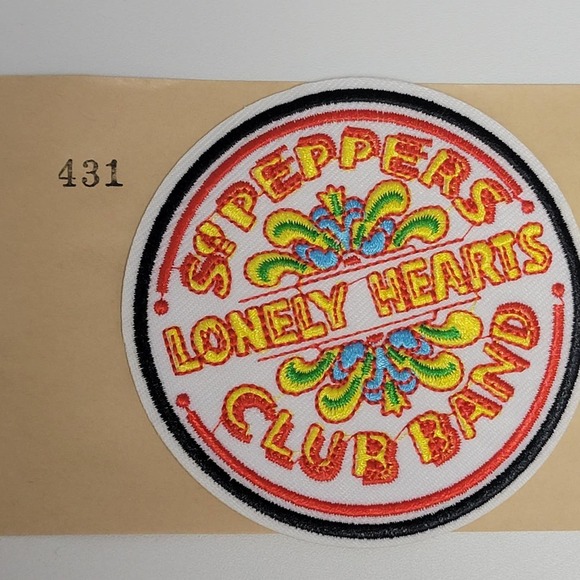 431
Sgt PEPPERS
LONELY HEARTS
CLUB BAND